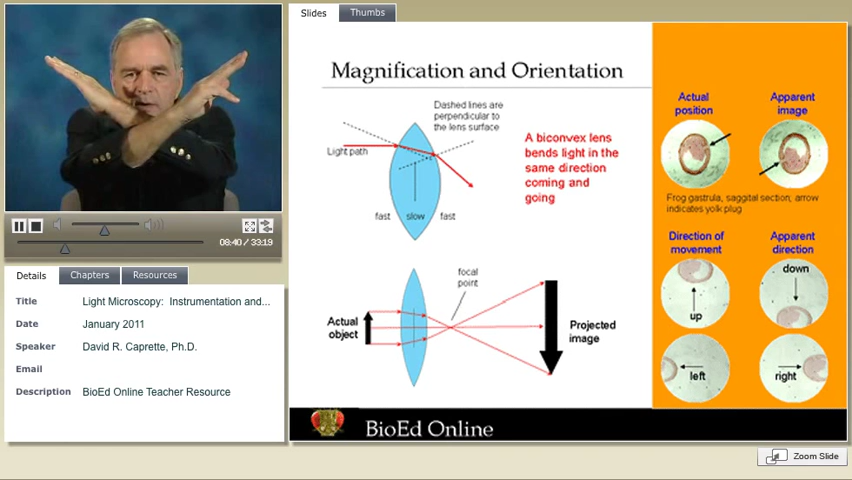 Slides
Thumbs
Magnification and Orientation
Dashed lines are
perpendicular to
the lens surface
Light path
fast
slow
fast
A biconvex lens
bends light in the
same direction
coming and
going
focal
point
Actual
object
Projected
image
Actual
position
Apparent
image
Frog gastrula, saggital section; arrow
indicates yolk plug
Direction of
movement
Apparent
direction
up
down
left
right
BioEd Online
09:40 / 33:19
Details
Chapters
Resources
Title
Light Microscopy: Instrumentation and...
Date
January 2011
Speaker
David R. Caprette, Ph.D.
Email
Description
BioEd Online Teacher Resource
Zoom Slide